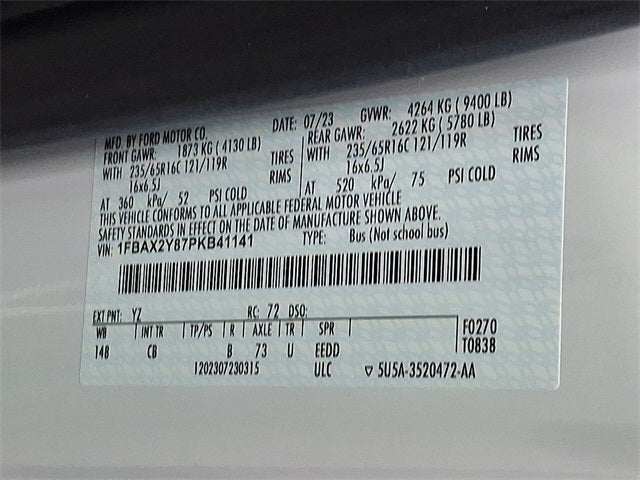 MFD. BY FORD MOTOR CO. DATE: 07/23 GVWR: 4264 KG ( 9400 LB)
FRONT GAWR: 1873 KG ( 4130 LB) REAR GAWR: 2622 KG ( 5780 LB)
WITH 235/65R16C 121/119R TIRES WITH 235/65R16C 121/119R TIRES
16x6.5J RIMS 16x6.5J RIMS
AT 360 kPa/ 52 PSI COLD AT 520 kPa/ 75 PSI COLD
THIS VEHICLE CONFORMS TO ALL APPLICABLE FEDERAL MOTOR VEHICLE
SAFETY STANDARDS IN EFFECT ON THE DATE OF MANUFACTURE SHOWN ABOVE.
VIN: 1FBAX2Y87PKB41141 TYPE: Bus (Not school bus)
EXT PNT: YZ RC: 72 DSO:
WB INT TR TP/PS R AXLE TR SPR F0270
148 CB B 73 U EEDD T0838
1202307230315 ULC ▽ 5U5A-3520472-AA